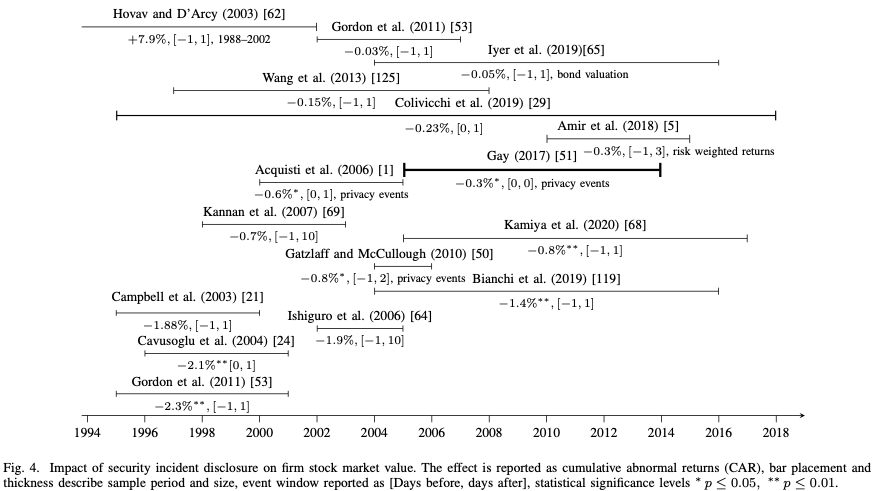 Hovav and D'Arcy (2003) [62]
+7.9%, [−1, 1], 1988–2002
Gordon et al. (2011) [53]
−0.03%, [−1, 1]
Iyer et al. (2019)[65]
−0.05%, [−1, 1], bond valuation
Wang et al. (2013) [125]
−0.15%, [−1, 1]
Colivicchi et al. (2019) [29]
−0.23%, [0, 1]
Amir et al. (2018) [5]
−0.3%, [−1, 3], risk weighted returns
Gay (2017) [51]
−0.3%*, [0, 0], privacy events
Acquisti et al. (2006) [1]
−0.6%*, [0, 1], privacy events
Kannan et al. (2007) [69]
−0.7%, [−1, 10]
Kamiya et al. (2020) [68]
−0.8%**, [−1, 1]
Gatzlaff and McCullough (2010) [50]
−0.8%*, [−1, 2], privacy events
Bianchi et al. (2019) [119]
−1.4%**, [−1, 1]
Campbell et al. (2003) [21]
−1.88%, [−1, 1]
Ishiguro et al. (2006) [64]
−1.9%, [−1, 10]
Cavusoglu et al. (2004) [24]
−2.1%**[0, 1]
Gordon et al. (2011) [53]
−2.3%**, [−1, 1]
1994 1996 1998 2000 2002 2004 2006 2008 2010 2012 2014 2016 2018
Fig. 4. Impact of security incident disclosure on firm stock market value. The effect is reported as cumulative abnormal returns (CAR), bar placement and
thickness describe sample period and size, event window reported as [Days before, days after], statistical significance levels * p ≤ 0.05, ** p ≤ 0.01.